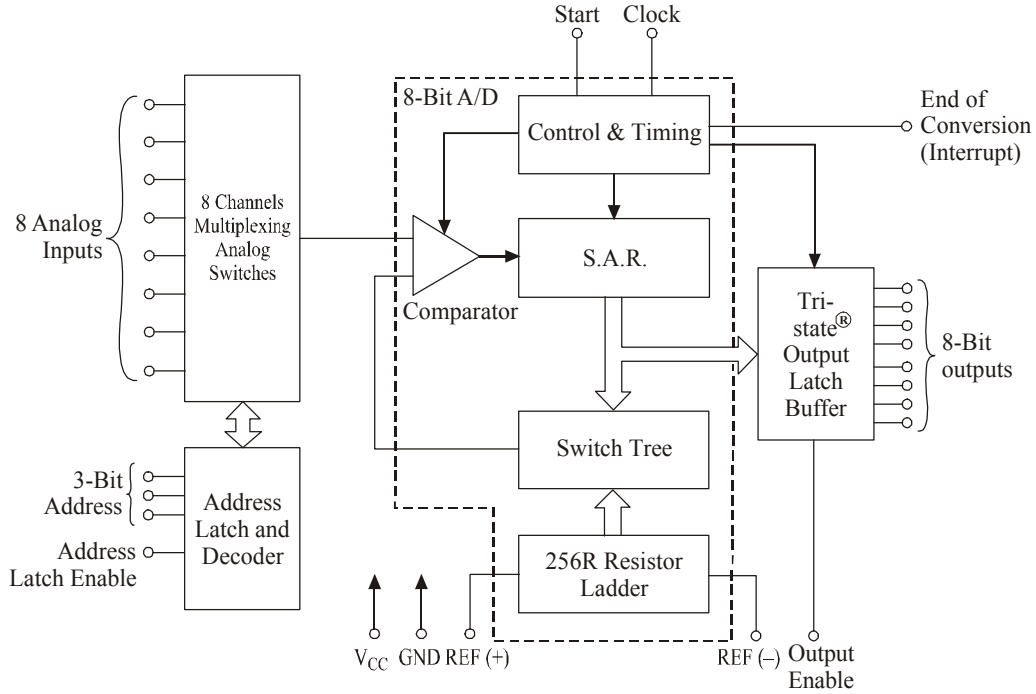 Start
Clock
8-Bit A/D
Control & Timing
End of
Conversion
(Interrupt)
8 Analog
Inputs
8 Channels
Multiplexing
Analog
Switches
S.A.R.
Comparator
Tri-
state®
Output
Latch
Buffer
8-Bit
outputs
Switch Tree
3-Bit
Address
Address
Latch Enable
Address
Latch and
Decoder
256R Resistor
Ladder
VCC
GND
REF (+)
REF (–)
Output
Enable